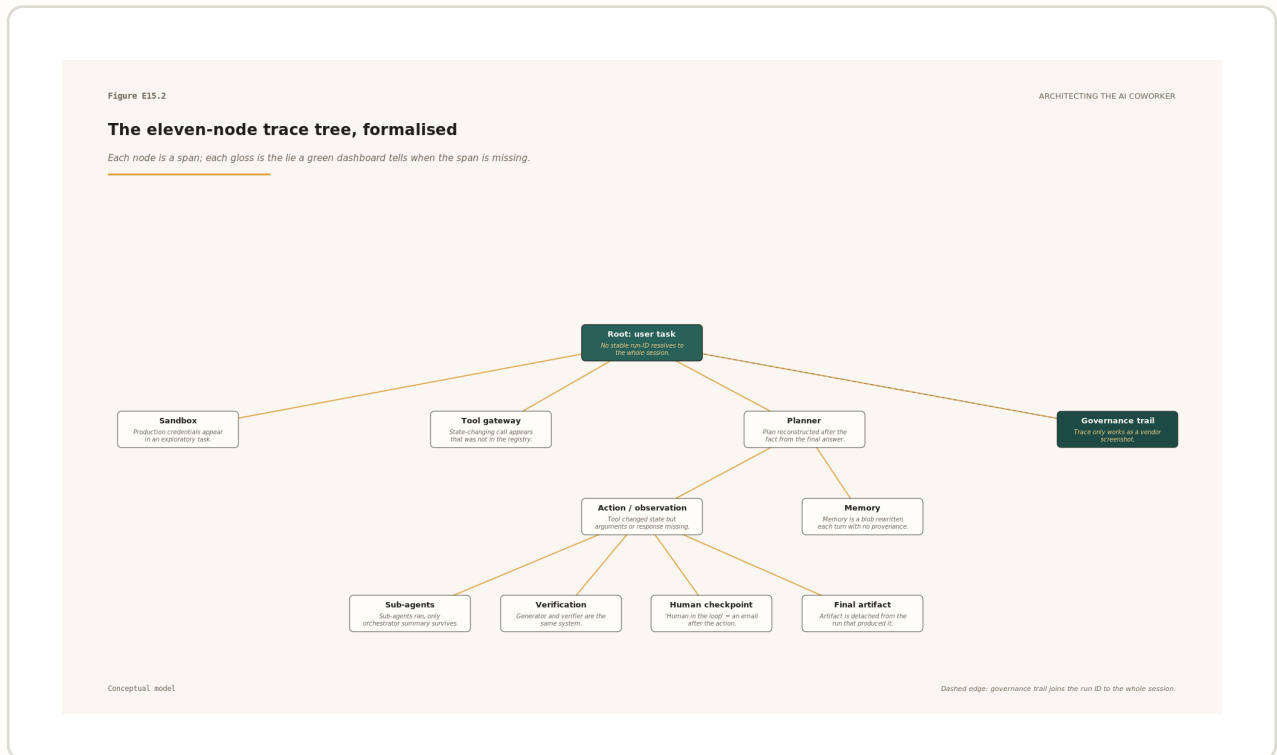 Figure E15.2
ARCHITECTING THE AI COWORKER
The eleven-node trace tree, formalised
Each node is a span; each gloss is the lie a green dashboard tells when the span is missing.
Root: user task
No stable run-ID resolves to
the whole session.
Sandbox
Production credentials appear
in an exploratory task.
Tool gateway
State-changing call appears
that was not in the registry.
Planner
Plan reconstructed after the
fact from the final answer.
Governance trail
Trace only works as a vendor
screenshot.
Action / observation
Tool changed state but
arguments or response missing.
Memory
Memory is a blob rewritten
each turn with no provenance.
Sub-agents
Sub-agents ran, only
orchestrator summary survives.
Verification
Generator and verifier are the
same system.
Human checkpoint
'Human in the loop' = an email
after the action.
Final artifact
Artifact is detached from the
run that produced it.
Conceptual model
Dashed edge: governance trail joins the run ID to the whole session.